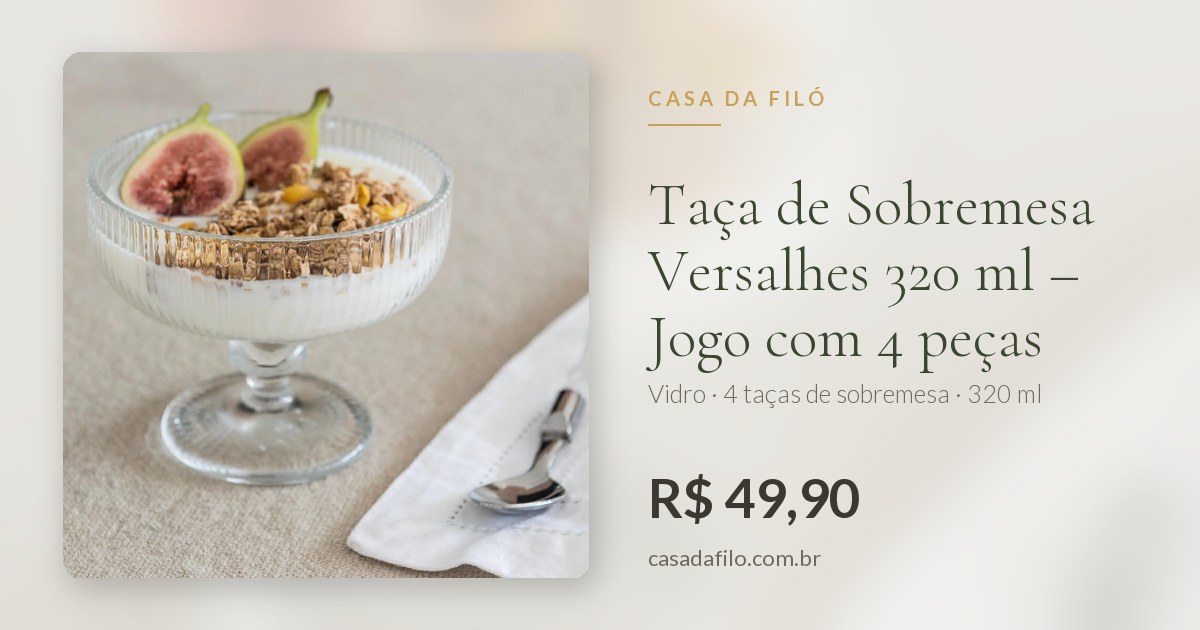 CASA DA FILÓ
Taça de Sobremesa
Versalhes 320 ml –
Jogo com 4 peças
Vidro · 4 taças de sobremesa · 320 ml
R$ 49,90
casadafilo.com.br